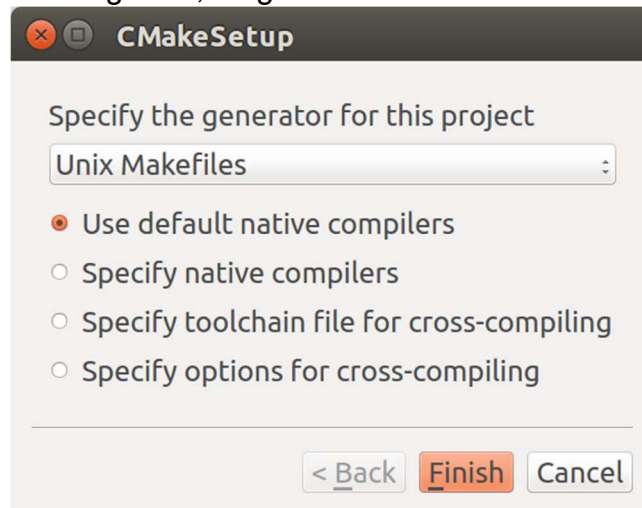 CMakeSetup
Specify the generator for this project
Unix Makefiles
Use default native compilers
Specify native compilers
Specify toolchain file for cross-compiling
Specify options for cross-compiling
< Back Finish Cancel